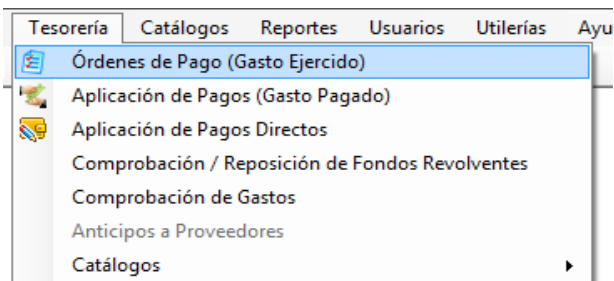 Tesorería Catálogos Reportes Usuarios Utilerías Ayu
Órdenes de Pago (Gasto Ejercido)
Aplicación de Pagos (Gasto Pagado)
Aplicación de Pagos Directos
Comprobación / Reposición de Fondos Revolventes
Comprobación de Gastos
Anticipos a Proveedores
Catálogos